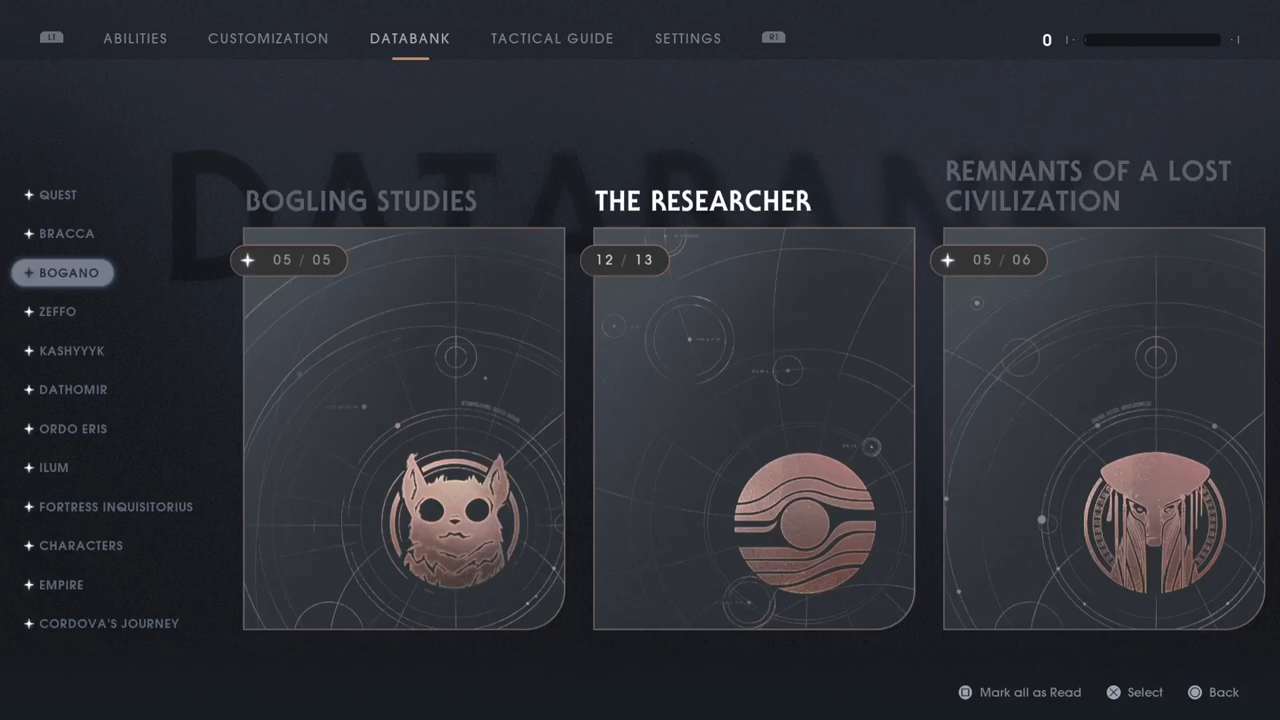 L1
ABILITIES
CUSTOMIZATION
DATABANK
TACTICAL GUIDE
SETTINGS
R1
0
DATABANK
QUEST
BRACCA
BOGANO
ZEFFO
KASHYYYK
DATHOMIR
ORDO ERIS
ILUM
FORTRESS INQUISITORIUS
CHARACTERS
EMPIRE
CORDOVA'S JOURNEY
BOGLING STUDIES
05 / 05
THE RESEARCHER
12 / 13
REMNANTS OF A LOST
CIVILIZATION
05 / 06
Mark all as Read
Select
Back